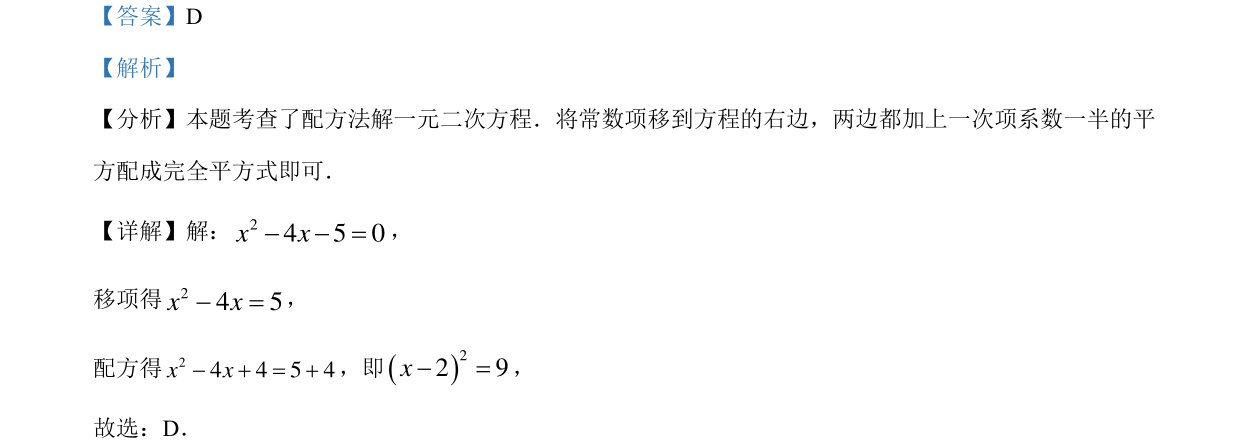 【答案】D
【解析】
【分析】本题考查了配方法解一元二次方程．将常数项移到方程的右边，两边都加上一次项系数一半的平
方配成完全平方式即可．
【详解】解：x² − 4x − 5 = 0，
移项得 x² − 4x = 5，
配方得 x² − 4x + 4 = 5 + 4，即 (x − 2)² = 9，
故选：D．